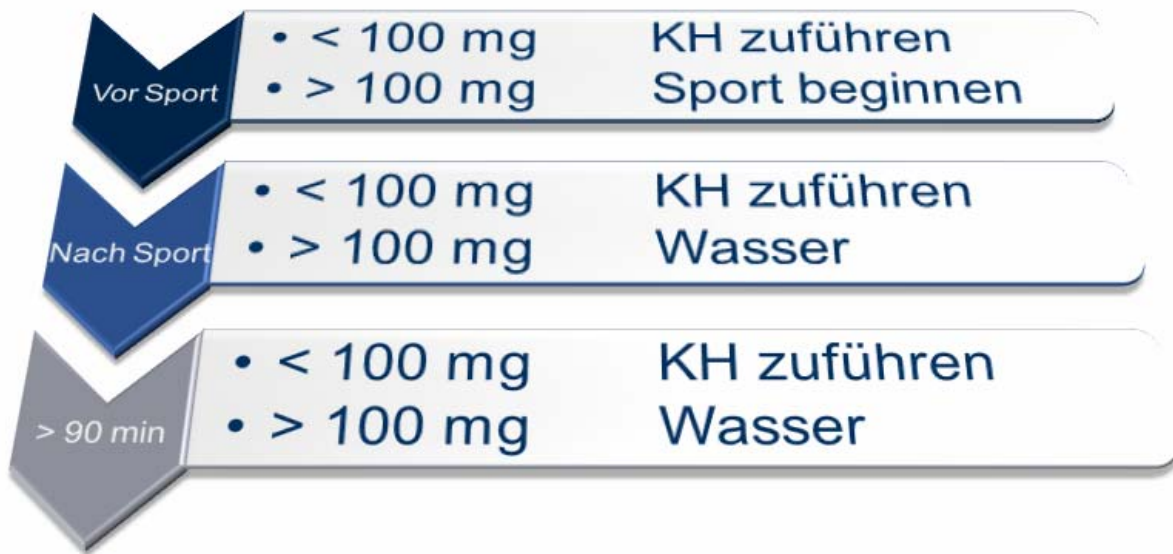 Vor Sport
• < 100 mg KH zuführen
• > 100 mg Sport beginnen
Nach Sport
• < 100 mg KH zuführen
• > 100 mg Wasser
> 90 min
• < 100 mg KH zuführen
• > 100 mg Wasser